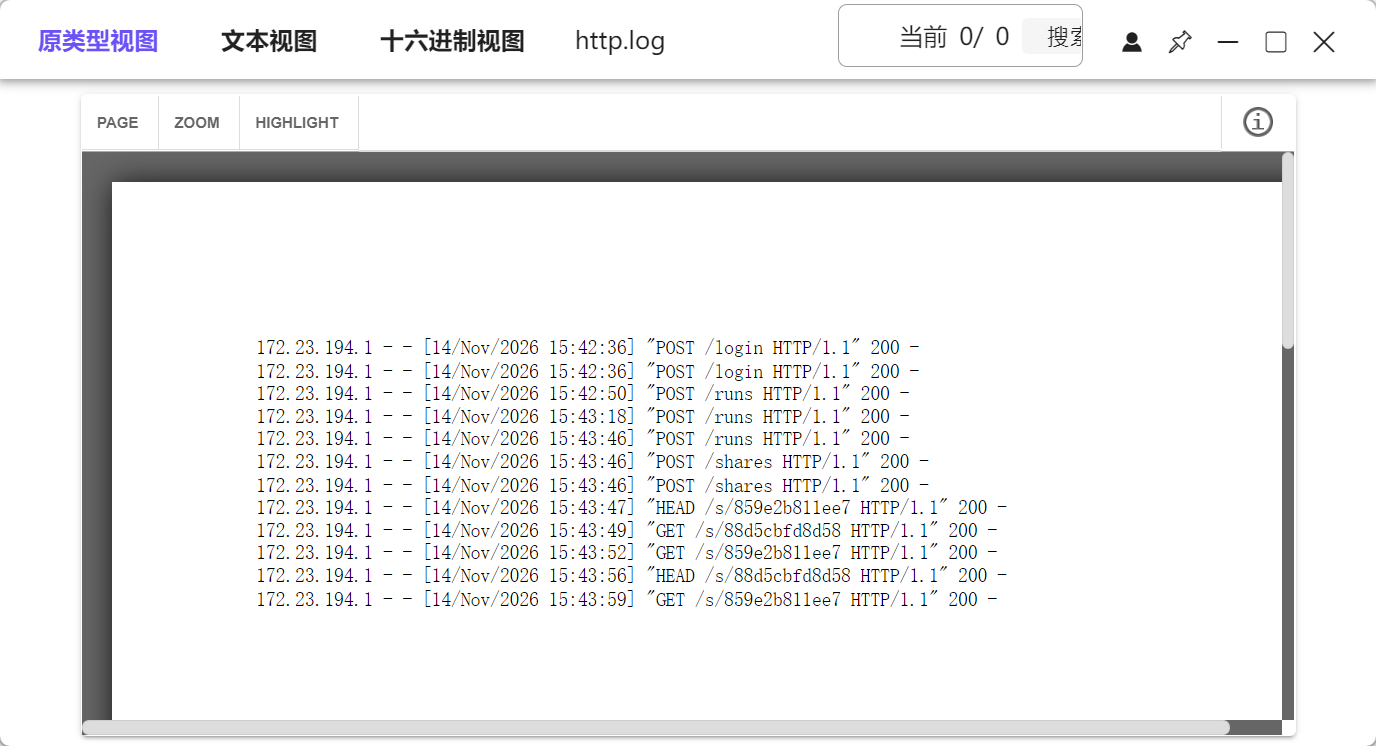 原类型视图 文本视图 十六进制视图 http.log 当前 0/ 0 搜索
PAGE ZOOM HIGHLIGHT
172.23.194.1 - - [14/Nov/2026 15:42:36] "POST /login HTTP/1.1" 200 -
172.23.194.1 - - [14/Nov/2026 15:42:36] "POST /login HTTP/1.1" 200 -
172.23.194.1 - - [14/Nov/2026 15:42:50] "POST /runs HTTP/1.1" 200 -
172.23.194.1 - - [14/Nov/2026 15:43:18] "POST /runs HTTP/1.1" 200 -
172.23.194.1 - - [14/Nov/2026 15:43:46] "POST /runs HTTP/1.1" 200 -
172.23.194.1 - - [14/Nov/2026 15:43:46] "POST /shares HTTP/1.1" 200 -
172.23.194.1 - - [14/Nov/2026 15:43:46] "POST /shares HTTP/1.1" 200 -
172.23.194.1 - - [14/Nov/2026 15:43:47] "HEAD /s/859e2b811ee7 HTTP/1.1" 200 -
172.23.194.1 - - [14/Nov/2026 15:43:49] "GET /s/88d5cbfd8d58 HTTP/1.1" 200 -
172.23.194.1 - - [14/Nov/2026 15:43:52] "GET /s/859e2b811ee7 HTTP/1.1" 200 -
172.23.194.1 - - [14/Nov/2026 15:43:56] "HEAD /s/88d5cbfd8d58 HTTP/1.1" 200 -
172.23.194.1 - - [14/Nov/2026 15:43:59] "GET /s/859e2b811ee7 HTTP/1.1" 200 -